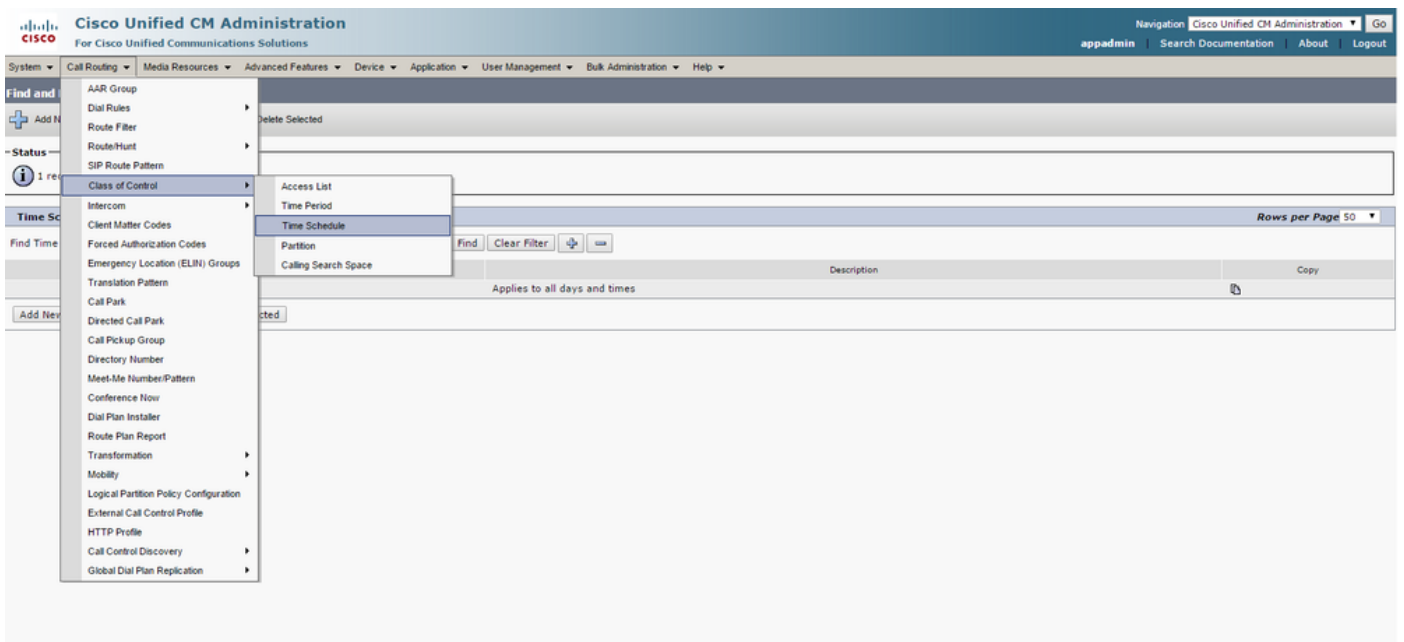 cisco
Cisco Unified CM Administration
For Cisco Unified Communications Solutions
Navigation Cisco Unified CM Administration Go
appadmin Search Documentation About Logout
System Call Routing Media Resources Advanced Features Device Application User Management Bulk Administration Help
Find and
Add N
Delete Selected
Status
1 rec
AAR Group
Dial Rules
Route Filter
Route/Hunt
SIP Route Pattern
Class of Control
Intercom
Client Matter Codes
Forced Authorization Codes
Emergency Location (ELIN) Groups
Translation Pattern
Call Park
Directed Call Park
Call Pickup Group
Directory Number
Meet-Me Number/Pattern
Conference Now
Dial Plan Installer
Route Plan Report
Transformation
Mobility
Logical Partition Policy Configuration
External Call Control Profile
HTTP Profile
Call Control Discovery
Global Dial Plan Replication
Access List
Time Period
Time Schedule
Partition
Calling Search Space
Time Sc
Rows per Page 50
Find Time
Find Clear Filter
Description Copy
Applies to all days and times
Add New
cted